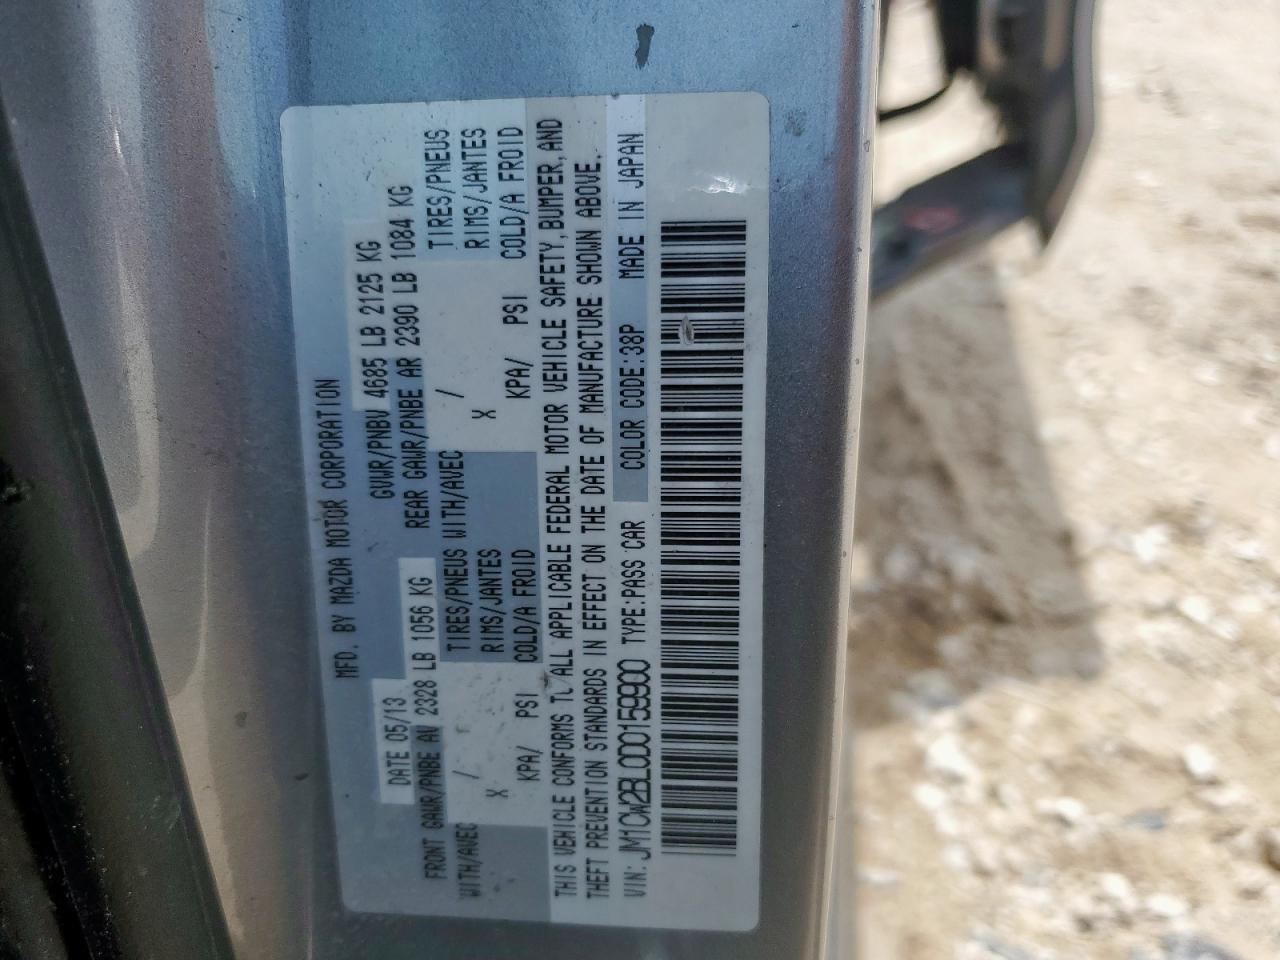 MFD. BY MAZDA MOTOR CORPORATION
DATE 05/13 GVWR/PNBV 4685 LB 2125 KG
FRONT GAWR/PNBE AV 2328 LB 1056 KG REAR GAWR/PNBE AR 2390 LB 1084 KG
WITH/AVEC / TIRES/PNEUS WITH/AVEC / TIRES/PNEUS
X RIMS/JANTES X RIMS/JANTES
KPA/ PSI COLD/A FROID KPA/ PSI COLD/A FROID
THIS VEHICLE CONFORMS TO ALL APPLICABLE FEDERAL MOTOR VEHICLE SAFETY, BUMPER, AND
THEFT PREVENTION STANDARDS IN EFFECT ON THE DATE OF MANUFACTURE SHOWN ABOVE.
VIN: JM1CW2BL0D0159900 TYPE:PASS CAR COLOR CODE:38P MADE IN JAPAN